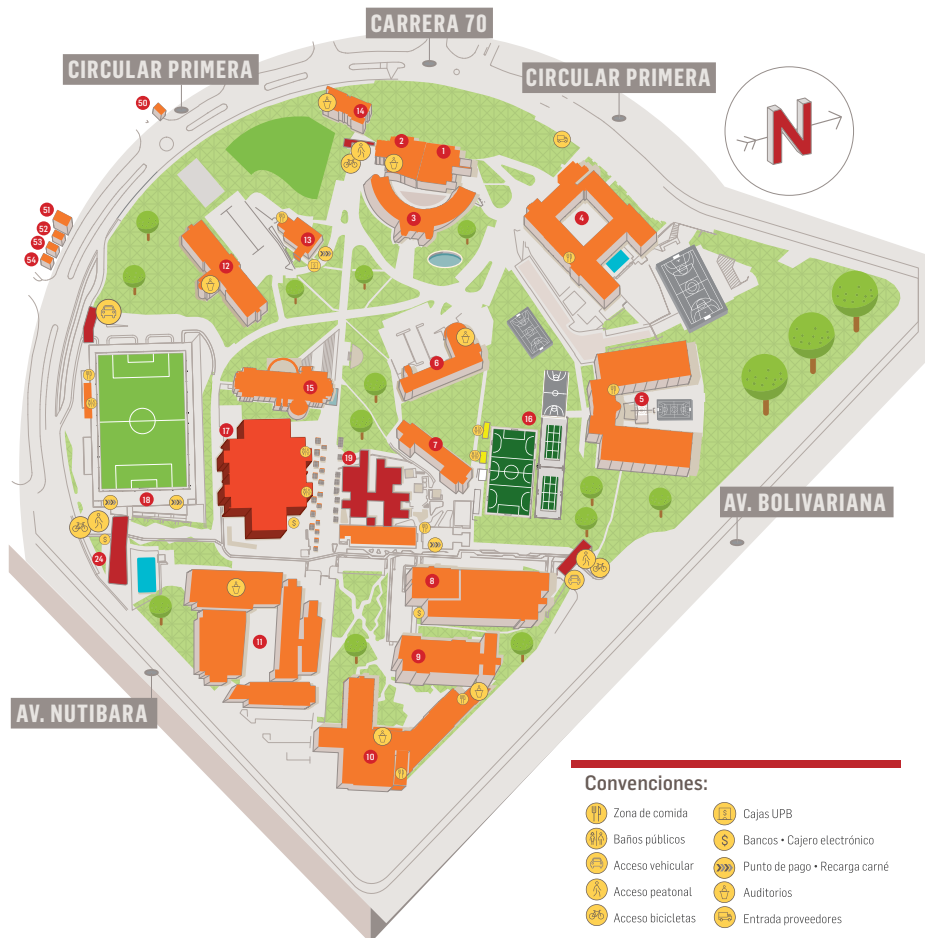 CARRERA 70
CIRCULAR PRIMERA
CIRCULAR PRIMERA
N
50
14
2
1
51
52
53
54
3
4
13
12
6
5
15
16
17
7
19
18
24
AV. BOLIVARIANA
8
11
9
AV. NUTIBARA
10
Convenciones:
Zona de comida
Baños públicos
Acceso vehicular
Acceso peatonal
Acceso bicicletas
$ Cajas UPB
$ Bancos • Cajero electrónico
Punto de pago • Recarga carné
Auditorios
Entrada proveedores